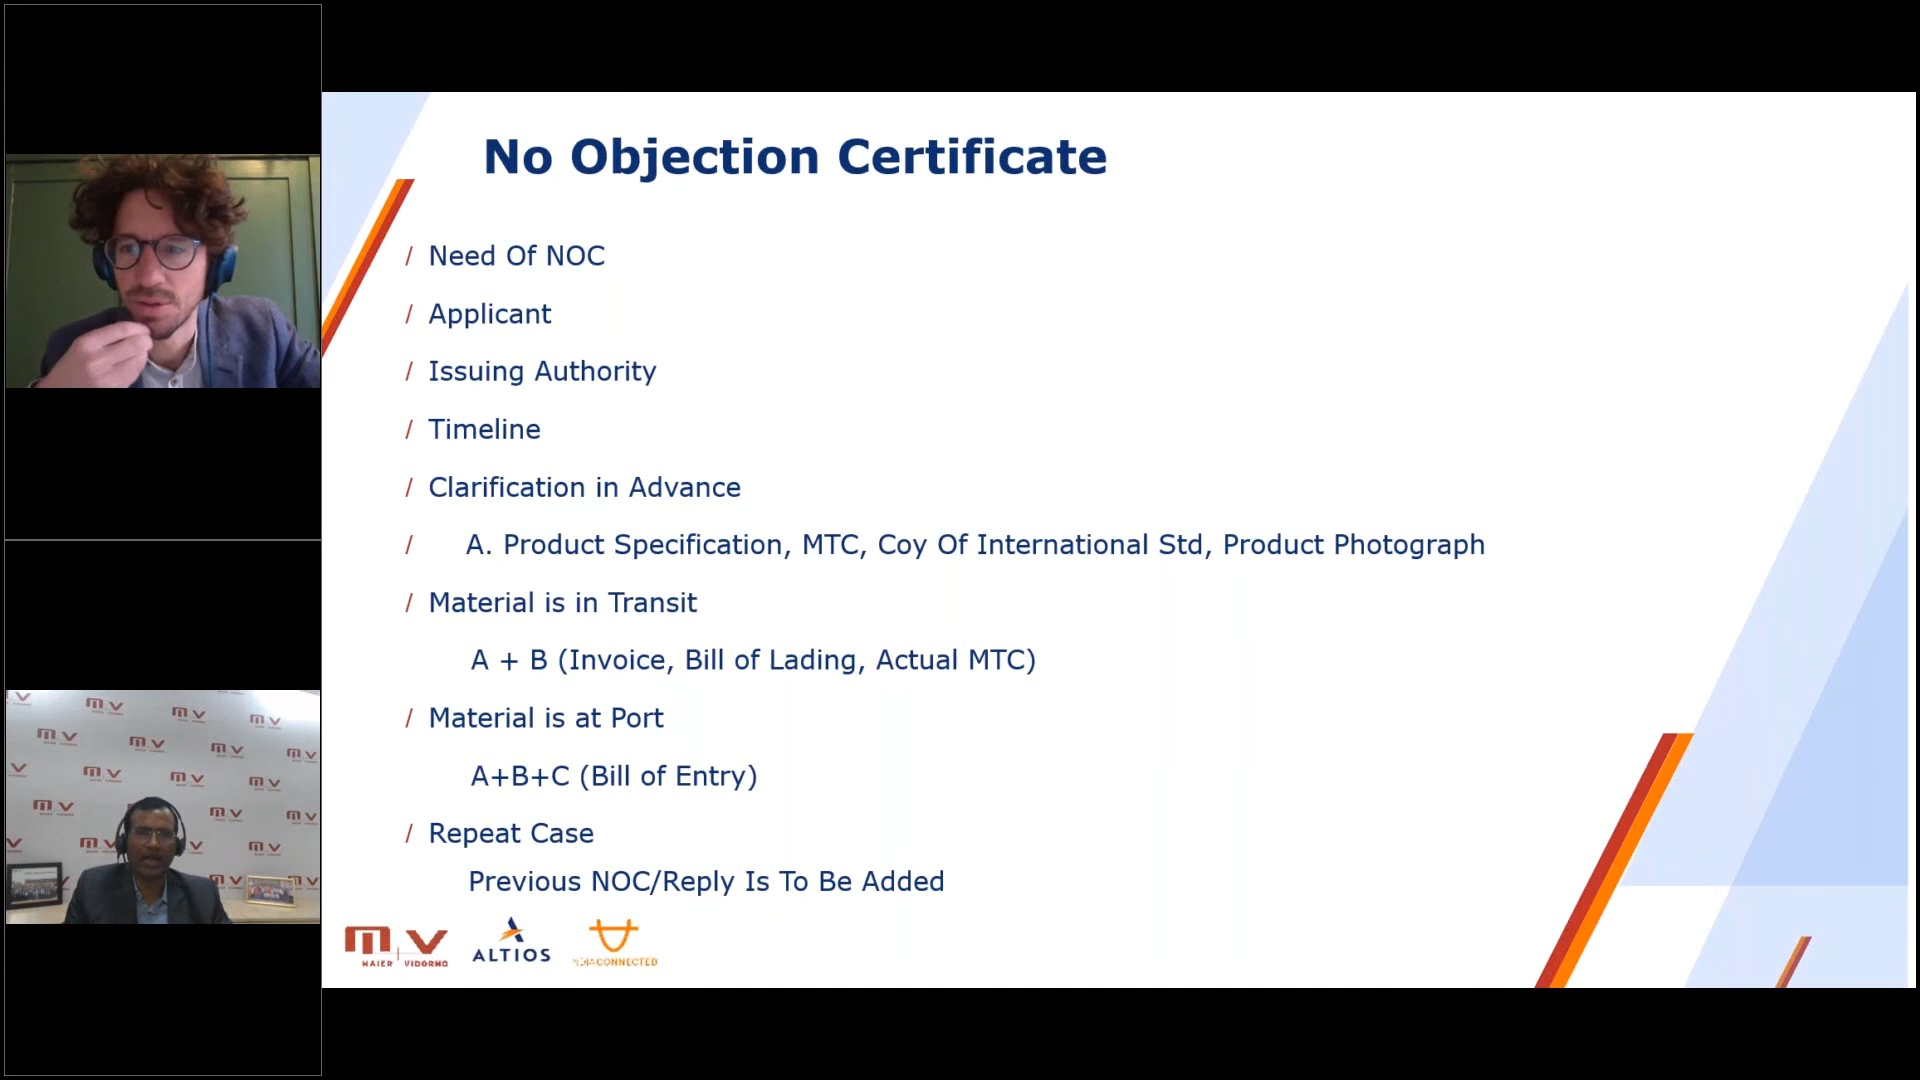 No Objection Certificate
/ Need Of NOC
/ Applicant
/ Issuing Authority
/ Timeline
/ Clarification in Advance
/ A. Product Specification, MTC, Coy Of International Std, Product Photograph
/ Material is in Transit
A + B (Invoice, Bill of Lading, Actual MTC)
/ Material is at Port
A+B+C (Bill of Entry)
/ Repeat Case
Previous NOC/Reply Is To Be Added
MAIER VIDORNO
ALTIOS